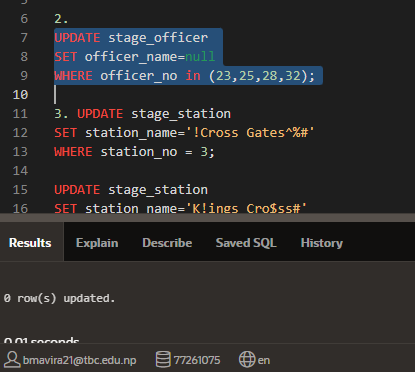 6 2.
7 UPDATE stage_officer
8 SET officer_name=null
9 WHERE officer_no in (23,25,28,32);
10
11 3. UPDATE stage_station
12 SET station_name='!Cross Gates^%#'
13 WHERE station_no = 3;
14
15 UPDATE stage_station
16 SET station name='K!ings Cro$ss#'
Results Explain Describe Saved SQL History
0 row(s) updated.
0.01 seconds
bmavira21@tbc.edu.np 77261075 en